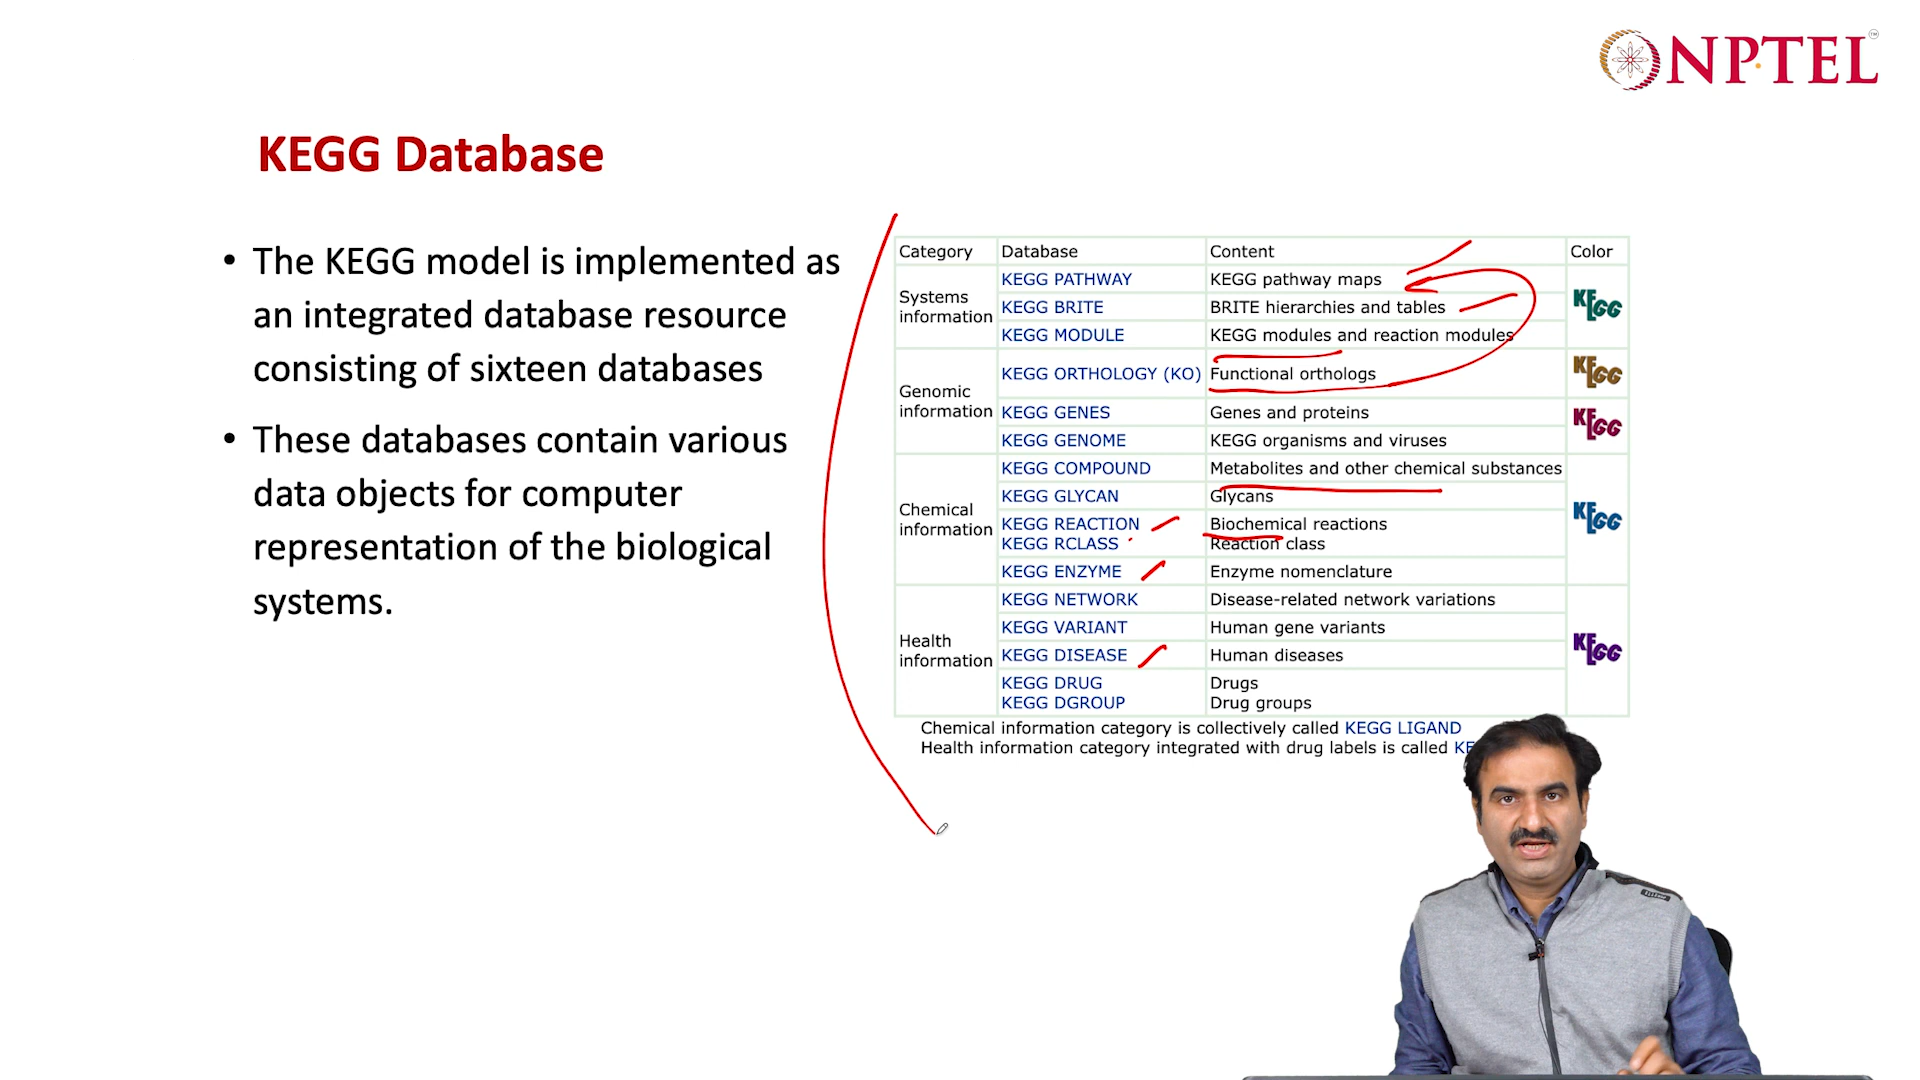 NPTEL
TM
KEGG Database
• The KEGG model is implemented as
an integrated database resource
consisting of sixteen databases
• These databases contain various
data objects for computer
representation of the biological
systems.
Category Database Content Color
Systems information
KEGG PATHWAY KEGG pathway maps
KEGG BRITE BRITE hierarchies and tables
KEGG MODULE KEGG modules and reaction modules
KEGG
Genomic information
KEGG ORTHOLOGY (KO) Functional orthologs
KEGG
KEGG GENES Genes and proteins
KEGG GENOME KEGG organisms and viruses
KEGG
Chemical information
KEGG COMPOUND Metabolites and other chemical substances
KEGG GLYCAN Glycans
KEGG REACTION Biochemical reactions
KEGG RCLASS Reaction class
KEGG ENZYME Enzyme nomenclature
KEGG
Health information
KEGG NETWORK Disease-related network variations
KEGG VARIANT Human gene variants
KEGG DISEASE Human diseases
KEGG DRUG Drugs
KEGG DGROUP Drug groups
KEGG
Chemical information category is collectively called KEGG LIGAND
Health information category integrated with drug labels is called